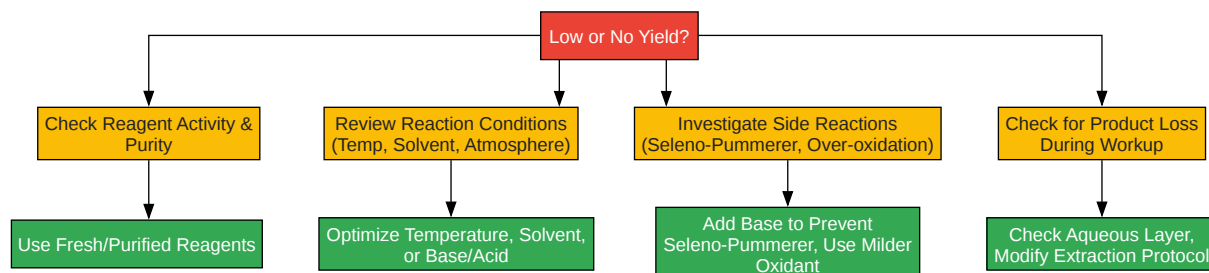 Low or No Yield?
Check Reagent Activity &
Purity
Review Reaction Conditions
(Temp, Solvent, Atmosphere)
Investigate Side Reactions
(Seleno-Pummerer, Over-oxidation)
Check for Product Loss
During Workup
Use Fresh/Purified Reagents
Optimize Temperature, Solvent,
or Base/Acid
Add Base to Prevent
Seleno-Pummerer, Use Milder
Oxidant
Check Aqueous Layer,
Modify Extraction Protocol